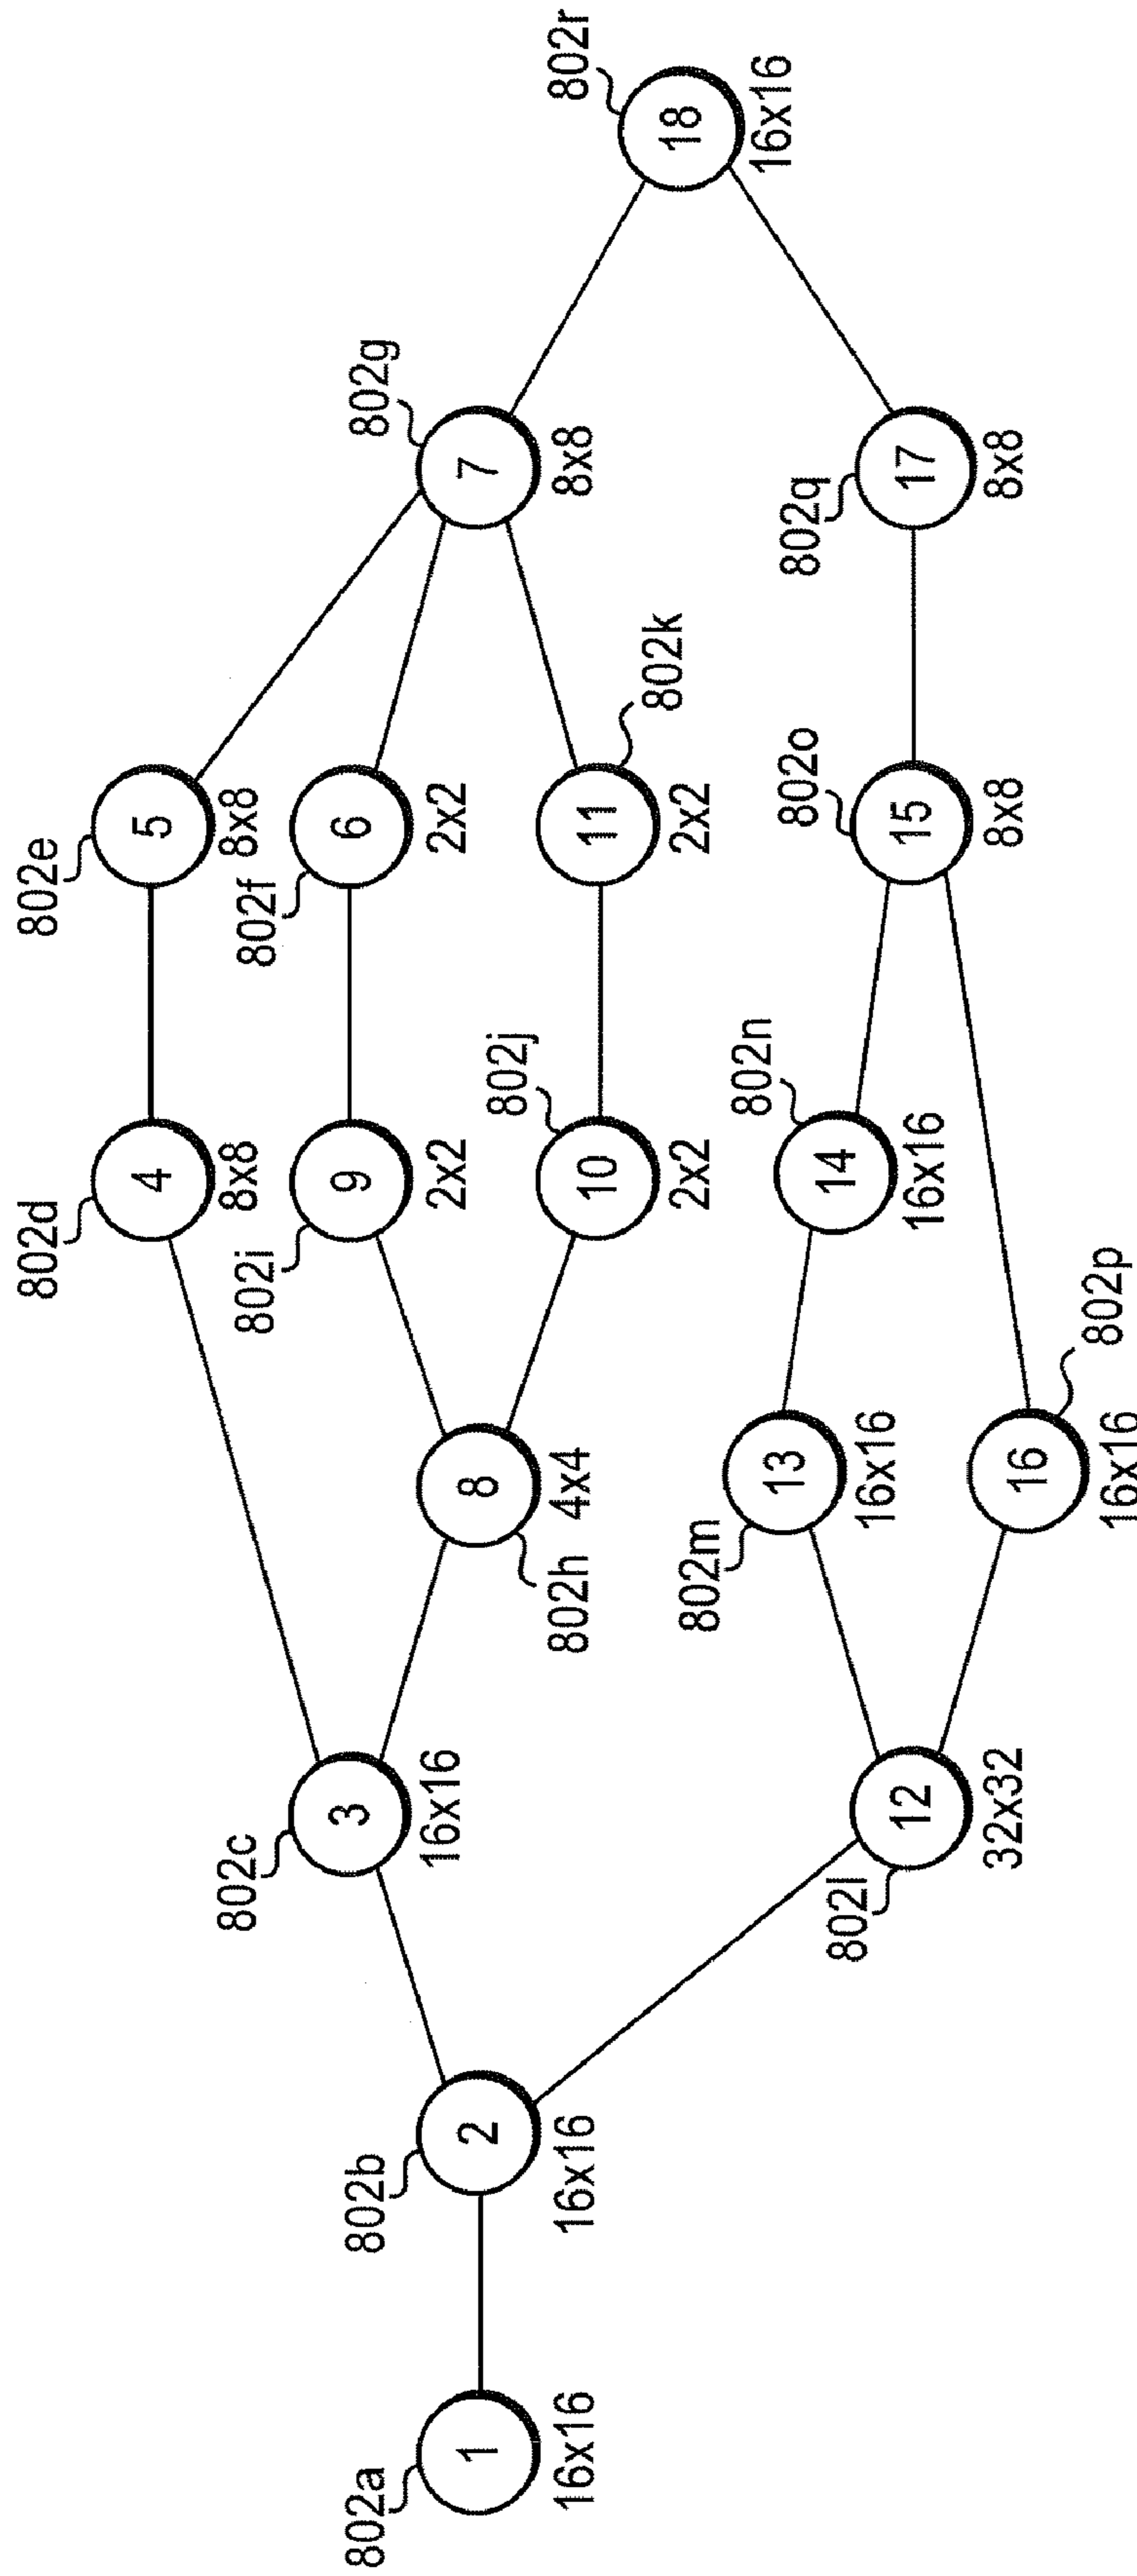 802a
1
16x16
802b
2
16x16
802c
3
16x16
802d
4
8x8
802e
5
8x8
802f
6
2x2
802g
7
8x8
802h
8
4x4
802i
9
2x2
802j
10
2x2
802k
11
2x2
802l
12
32x32
802m
13
16x16
802n
14
16x16
802o
15
8x8
802p
16
16x16
802q
17
8x8
802r
18
16x16